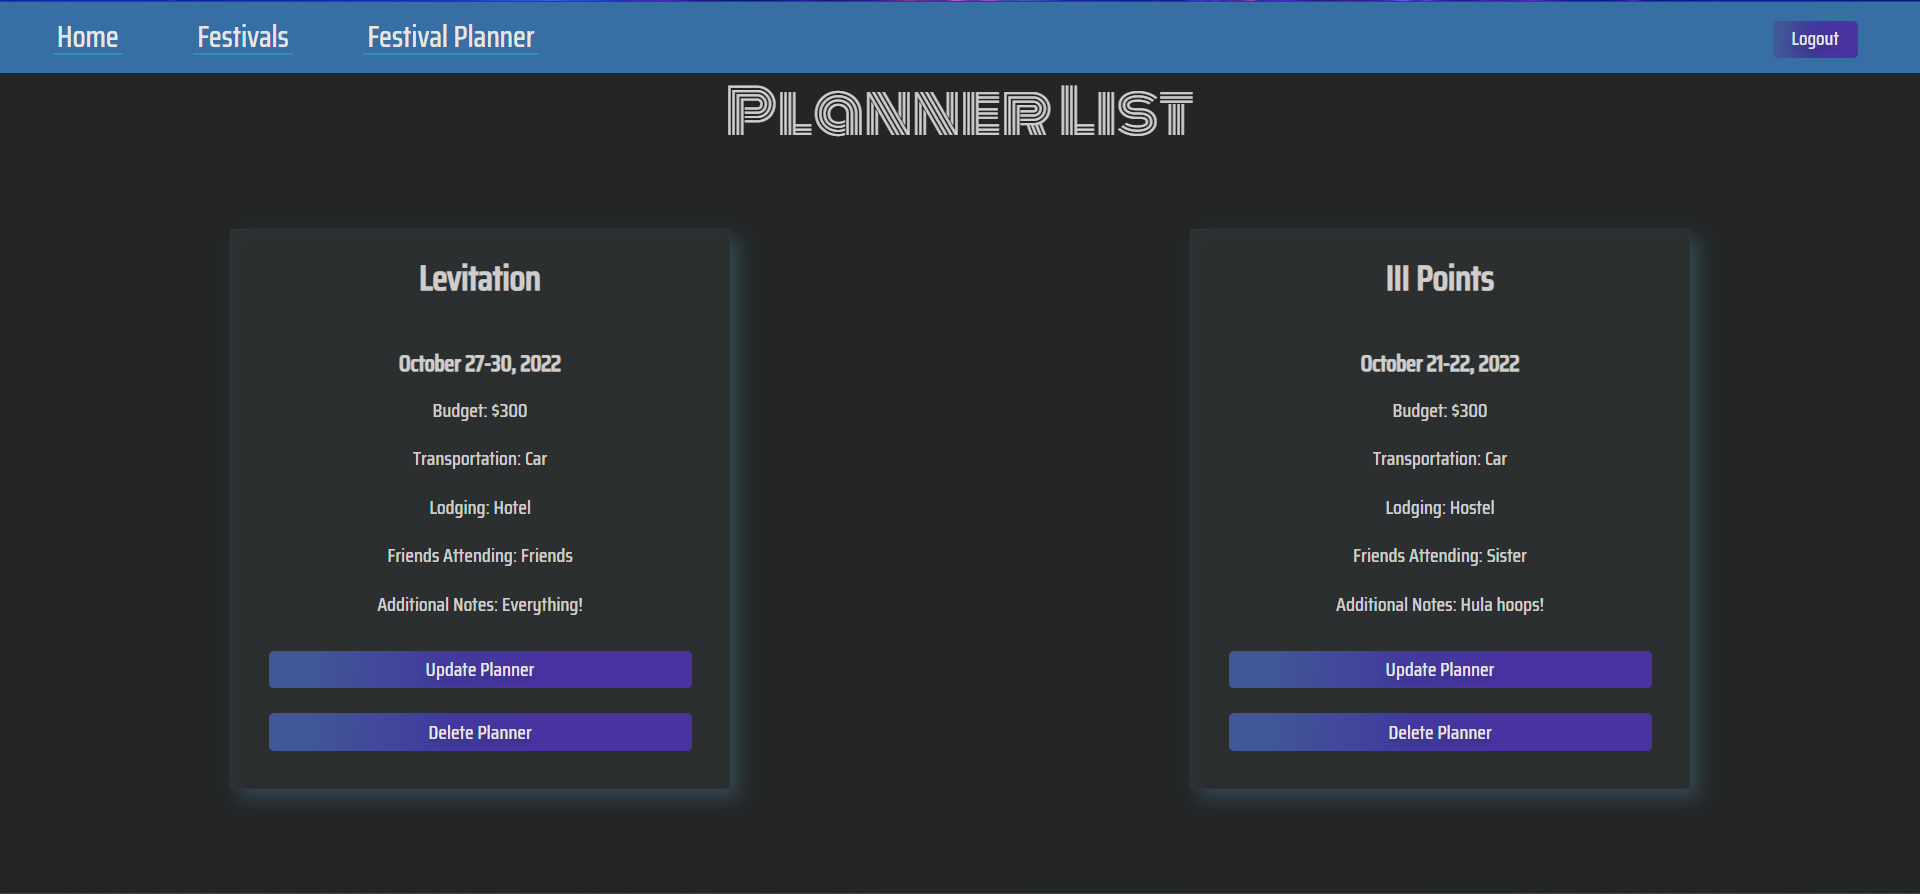 Home Festivals Festival Planner Logout
Planner List
Levitation
October 27-30, 2022
Budget: $300
Transportation: Car
Lodging: Hotel
Friends Attending: Friends
Additional Notes: Everything!
Update Planner
Delete Planner
III Points
October 21-22, 2022
Budget: $300
Transportation: Car
Lodging: Hostel
Friends Attending: Sister
Additional Notes: Hula hoops!
Update Planner
Delete Planner